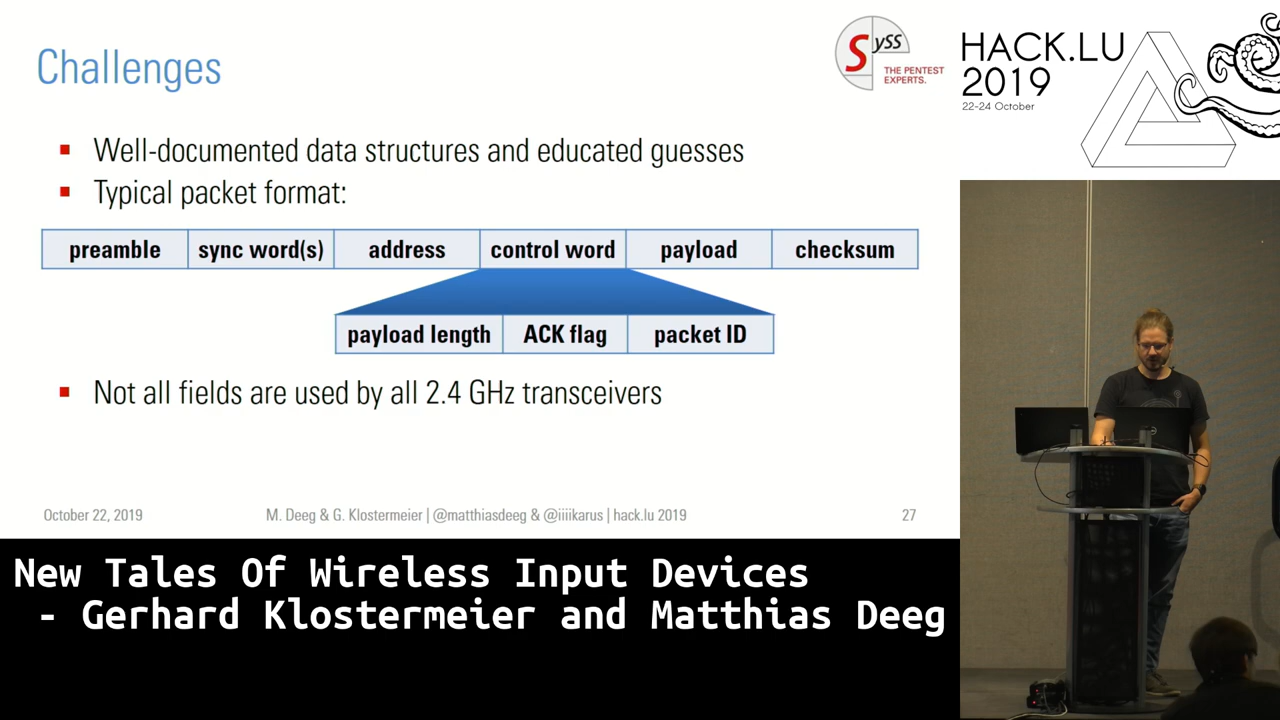 Challenges
SySS
THE PENTEST
EXPERTS.
HACK.LU
2019
22-24 October
Well-documented data structures and educated guesses
Typical packet format:
preamble sync word(s) address control word payload checksum
payload length ACK flag packet ID
Not all fields are used by all 2.4 GHz transceivers
October 22, 2019 M. Deeg & G. Klostermeier | @matthiasdeeg & @iiiikarus | hack.lu 2019 27
New Tales Of Wireless Input Devices
- Gerhard Klostermeier and Matthias Deeg